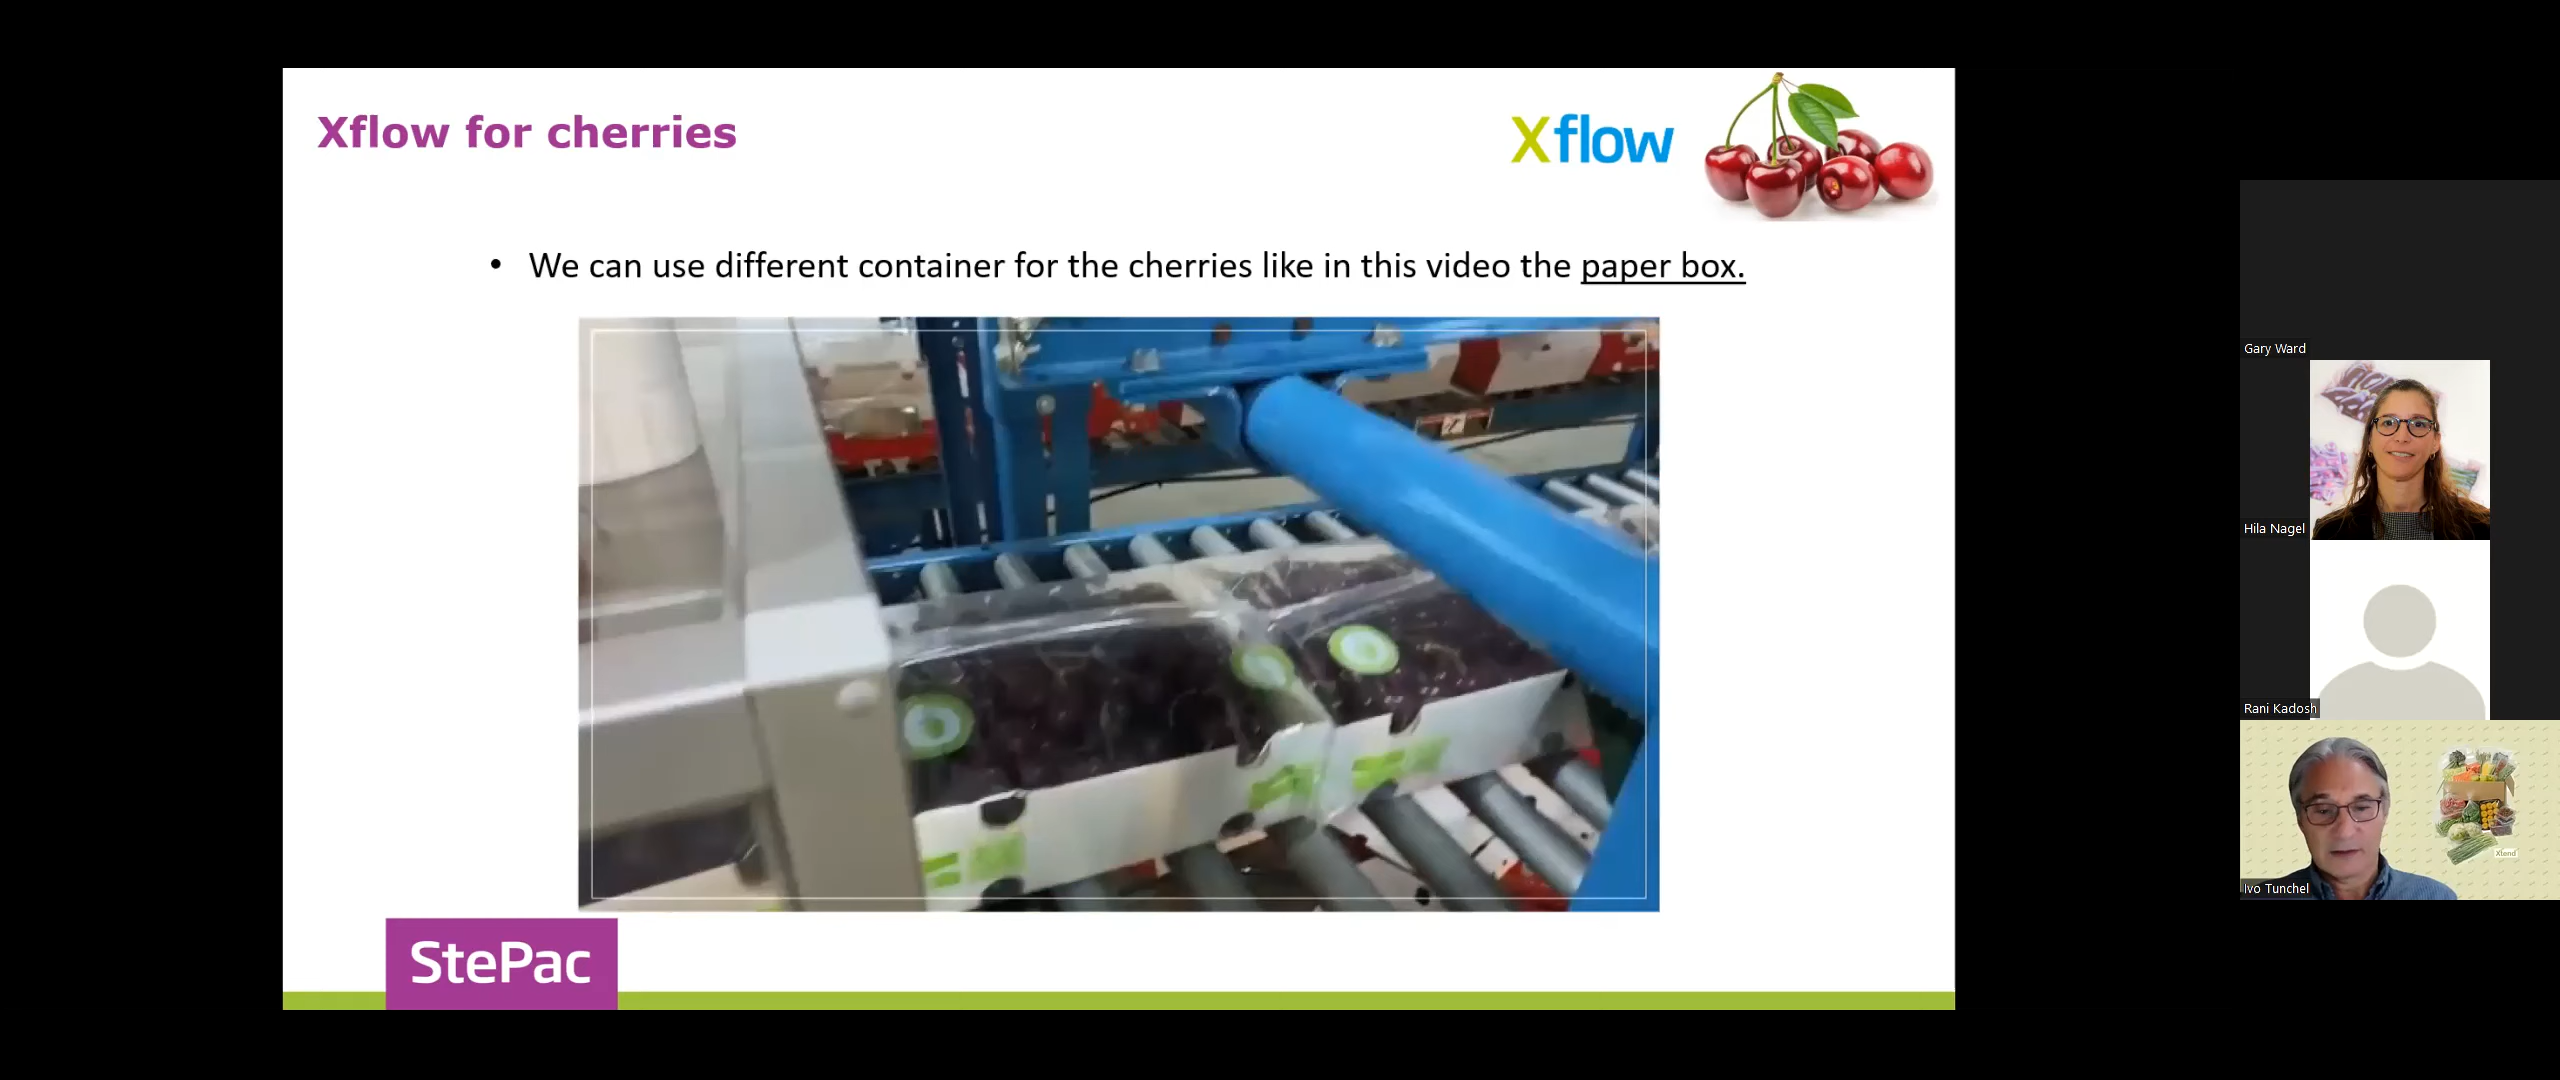 Xflow for cherries
Xflow
• We can use different container for the cherries like in this video the paper box.
StePac
Gary Ward
Hila Nagel
Rani Kadosh
Ivo Tunchel
Xtend